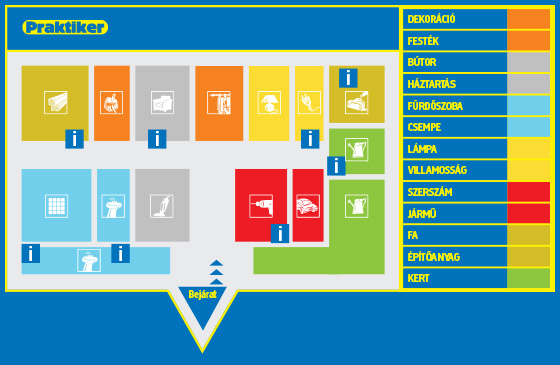 Praktiker
DEKORÁCIÓ
FESTÉK
BÚTOR
HÁZTARTÁS
FÜRDŐSZOBA
CSEMPE
LÁMPA
VILLAMOSSÁG
SZERSZÁM
JÁRMŰ
FA
ÉPÍTŐANYAG
KERT
i
i
i
i
i
i
i
i
Bejárat